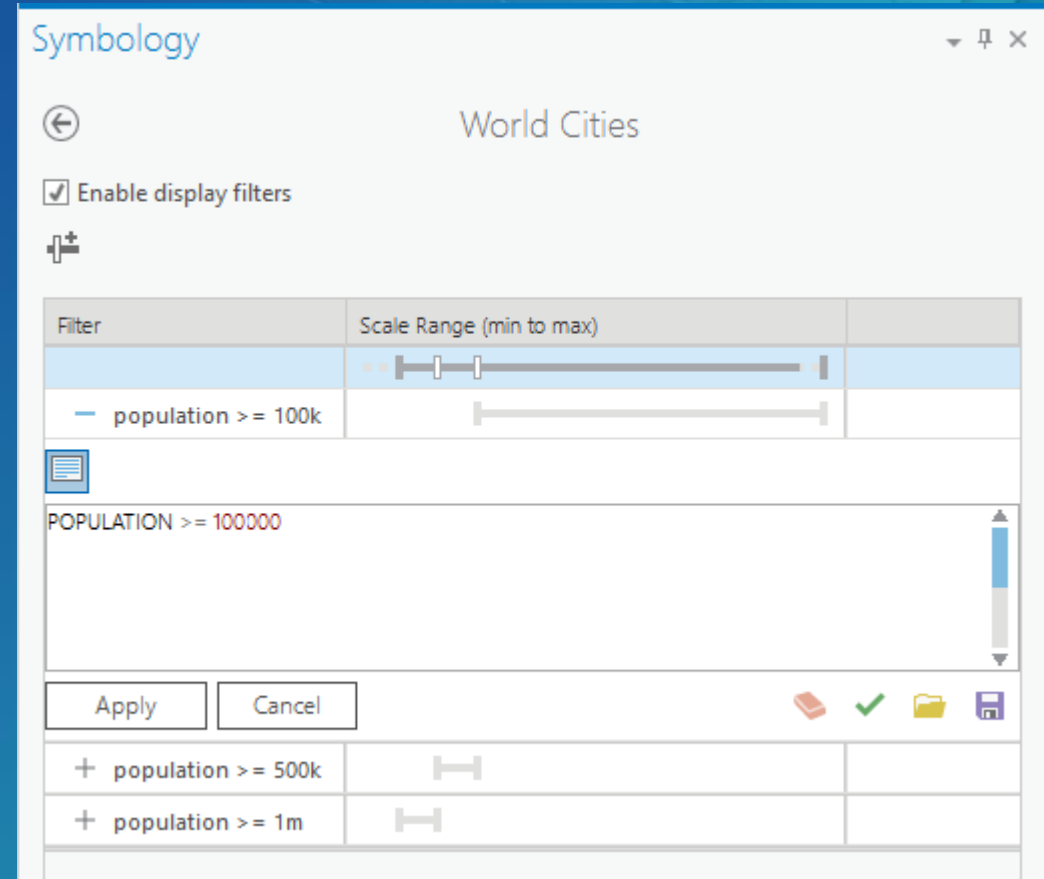 Symbology
World Cities
Enable display filters
Filter Scale Range (min to max)
population >= 100k
POPULATION >= 100000
Apply Cancel
population >= 500k
population >= 1m